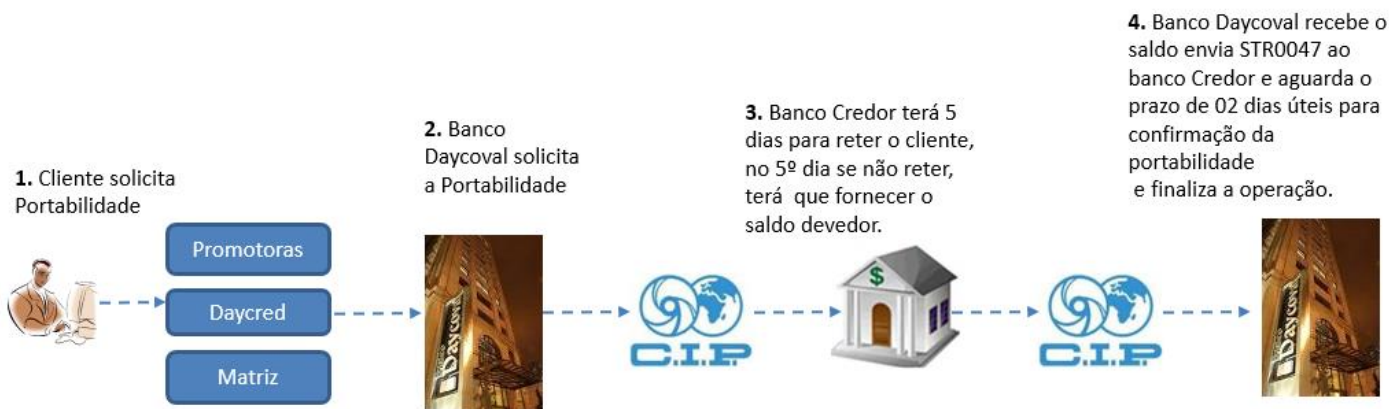 1. Cliente solicita
Portabilidade
Promotoras
Daycred
Matriz
2. Banco
Daycoval solicita
a Portabilidade
Daycoval
C.I.P.
3. Banco Credor terá 5
dias para reter o cliente,
no 5º dia se não reter,
terá que fornecer o
saldo devedor.
$
C.I.P.
4. Banco Daycoval recebe o
saldo envia STR0047 ao
banco Credor e aguarda o
prazo de 02 dias úteis para
confirmação da
portabilidade
e finaliza a operação.
Daycoval